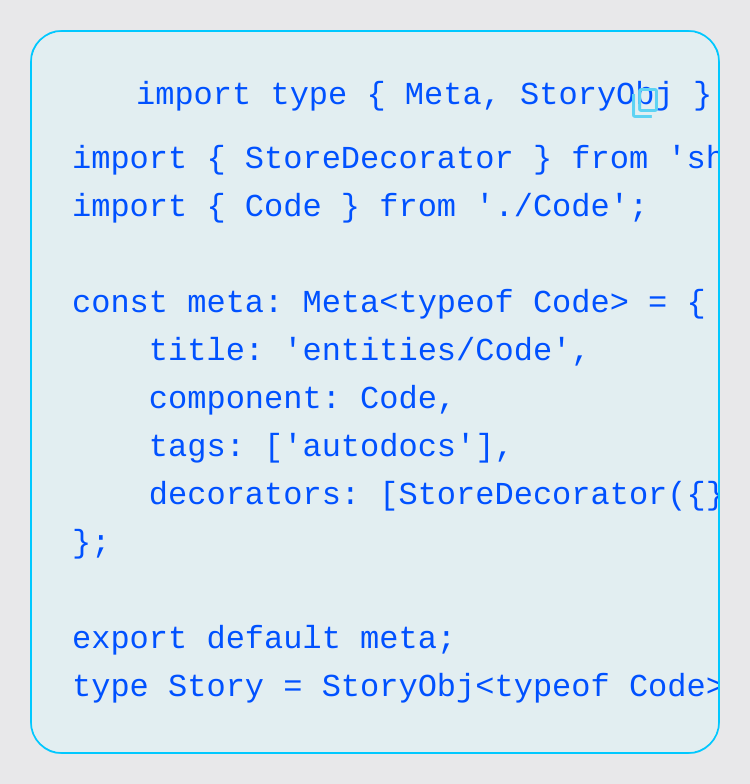 import type { Meta, StoryObj }
import { StoreDecorator } from 'sh
import { Code } from './Code';

const meta: Meta<typeof Code> = {
    title: 'entities/Code',
    component: Code,
    tags: ['autodocs'],
    decorators: [StoreDecorator({}
};

export default meta;
type Story = StoryObj<typeof Code>